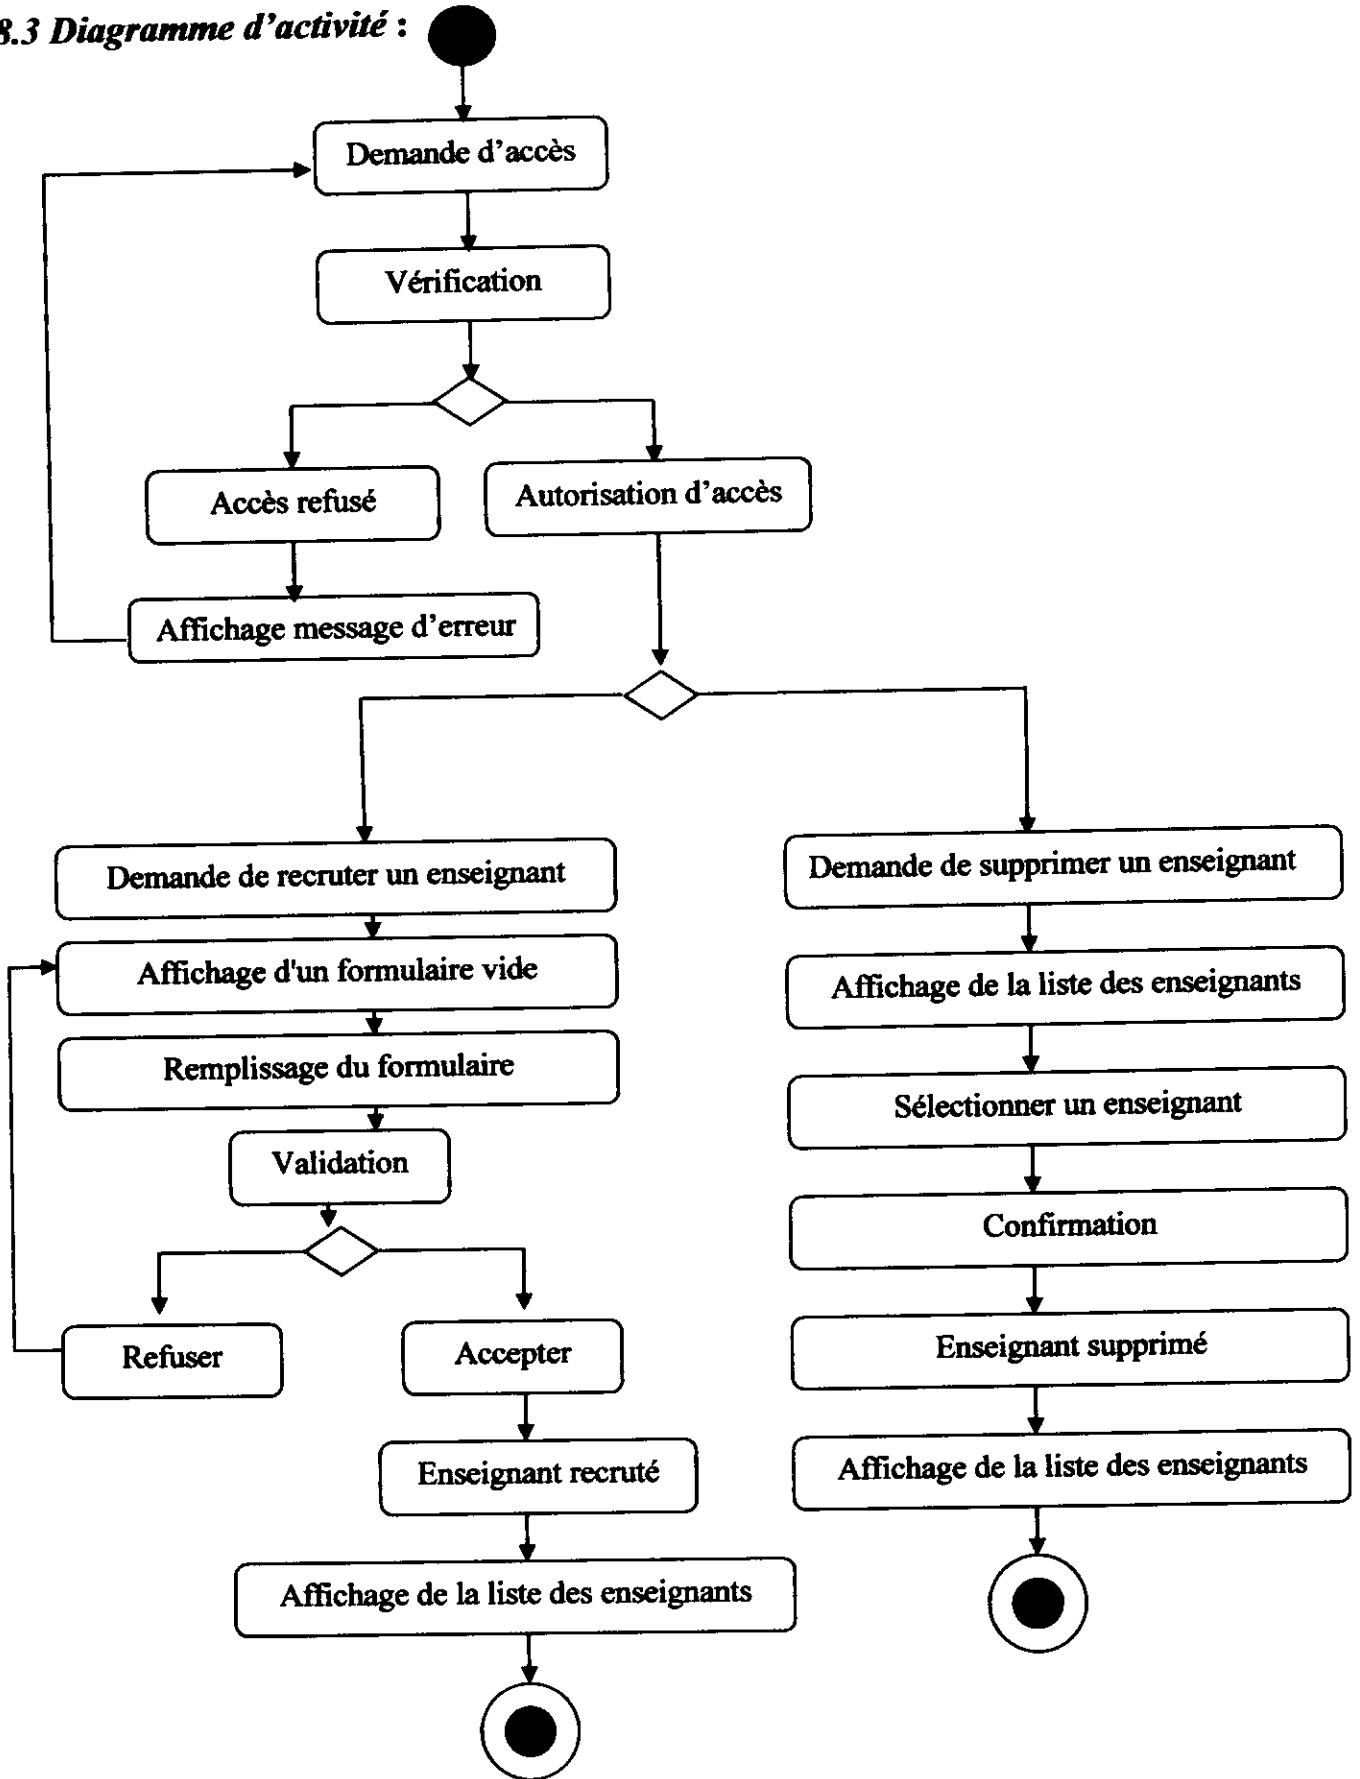 8.3 Diagramme d'activité :
Demande d'accès
Vérification
Accès refusé
Autorisation d'accès
Affichage message d'erreur
Demande de recruter un enseignant
Demande de supprimer un enseignant
Affichage d'un formulaire vide
Affichage de la liste des enseignants
Remplissage du formulaire
Sélectionner un enseignant
Validation
Confirmation
Refuser
Accepter
Enseignant supprimé
Enseignant recruté
Affichage de la liste des enseignants
Affichage de la liste des enseignants